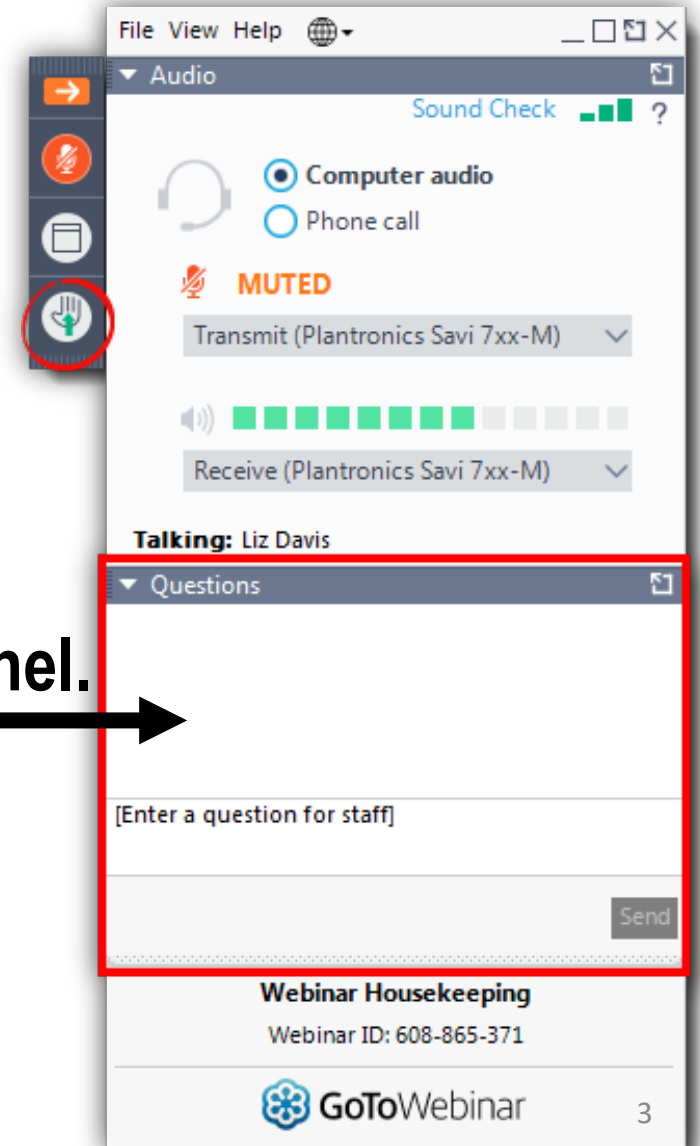 File View Help
Audio
Sound Check ?
Computer audio
Phone call
MUTED
Transmit (Plantronics Savi 7xx-M)
Receive (Plantronics Savi 7xx-M)
Talking: Liz Davis
Questions
nel.
[Enter a question for staff]
Send
Webinar Housekeeping
Webinar ID: 608-865-371
GoToWebinar
3